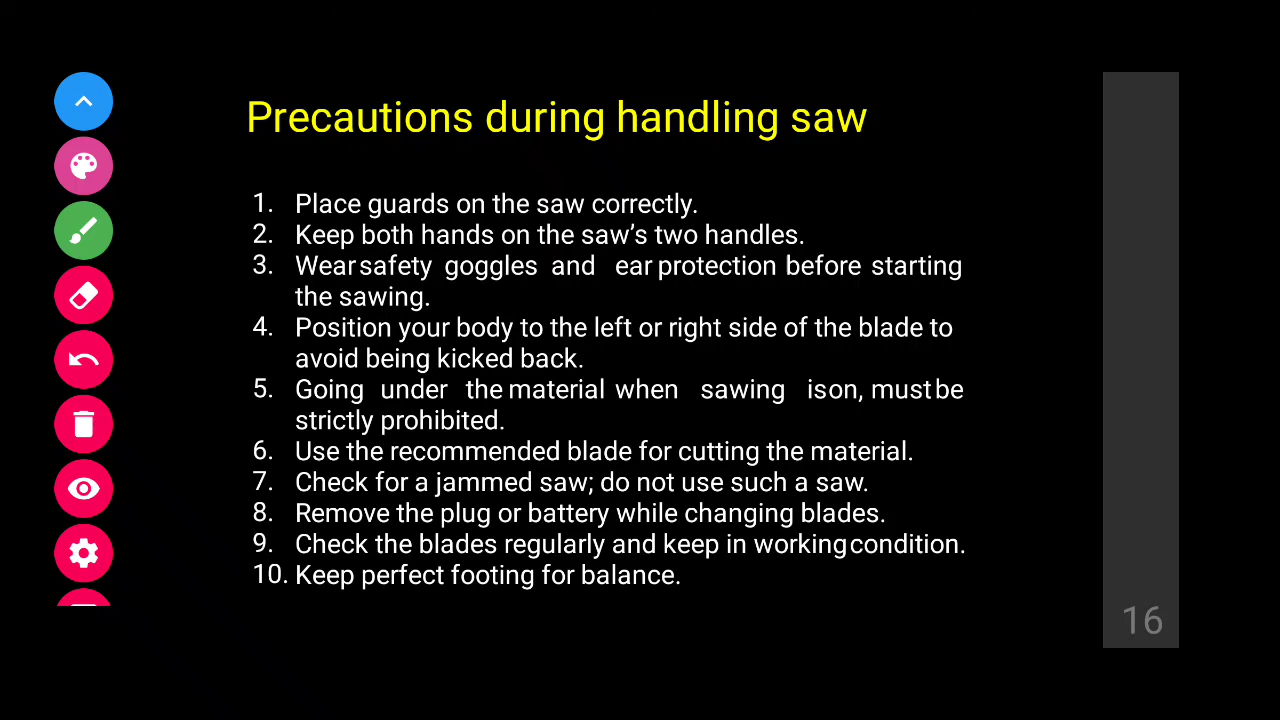 Precautions during handling saw
1. Place guards on the saw correctly.
2. Keep both hands on the saw’s two handles.
3. Wear safety goggles and ear protection before starting
the sawing.
4. Position your body to the left or right side of the blade to
avoid being kicked back.
5. Going under the material when sawing ison, must be
strictly prohibited.
6. Use the recommended blade for cutting the material.
7. Check for a jammed saw; do not use such a saw.
8. Remove the plug or battery while changing blades.
9. Check the blades regularly and keep in working condition.
10. Keep perfect footing for balance.
16